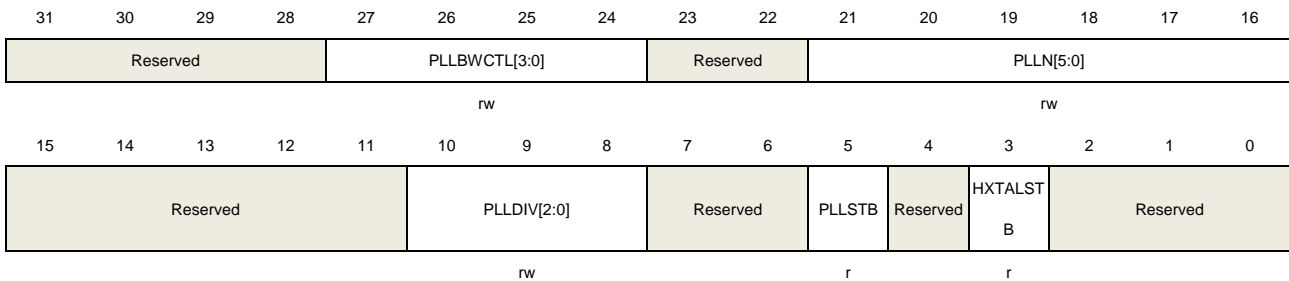 31 30 29 28 27 26 25 24 23 22 21 20 19 18 17 16
Reserved PLLBWCTL[3:0] Reserved PLLN[5:0]
rw rw
15 14 13 12 11 10 9 8 7 6 5 4 3 2 1 0
Reserved PLLDIV[2:0] Reserved PLLSTB Reserved HXTALST
B Reserved
rw r r